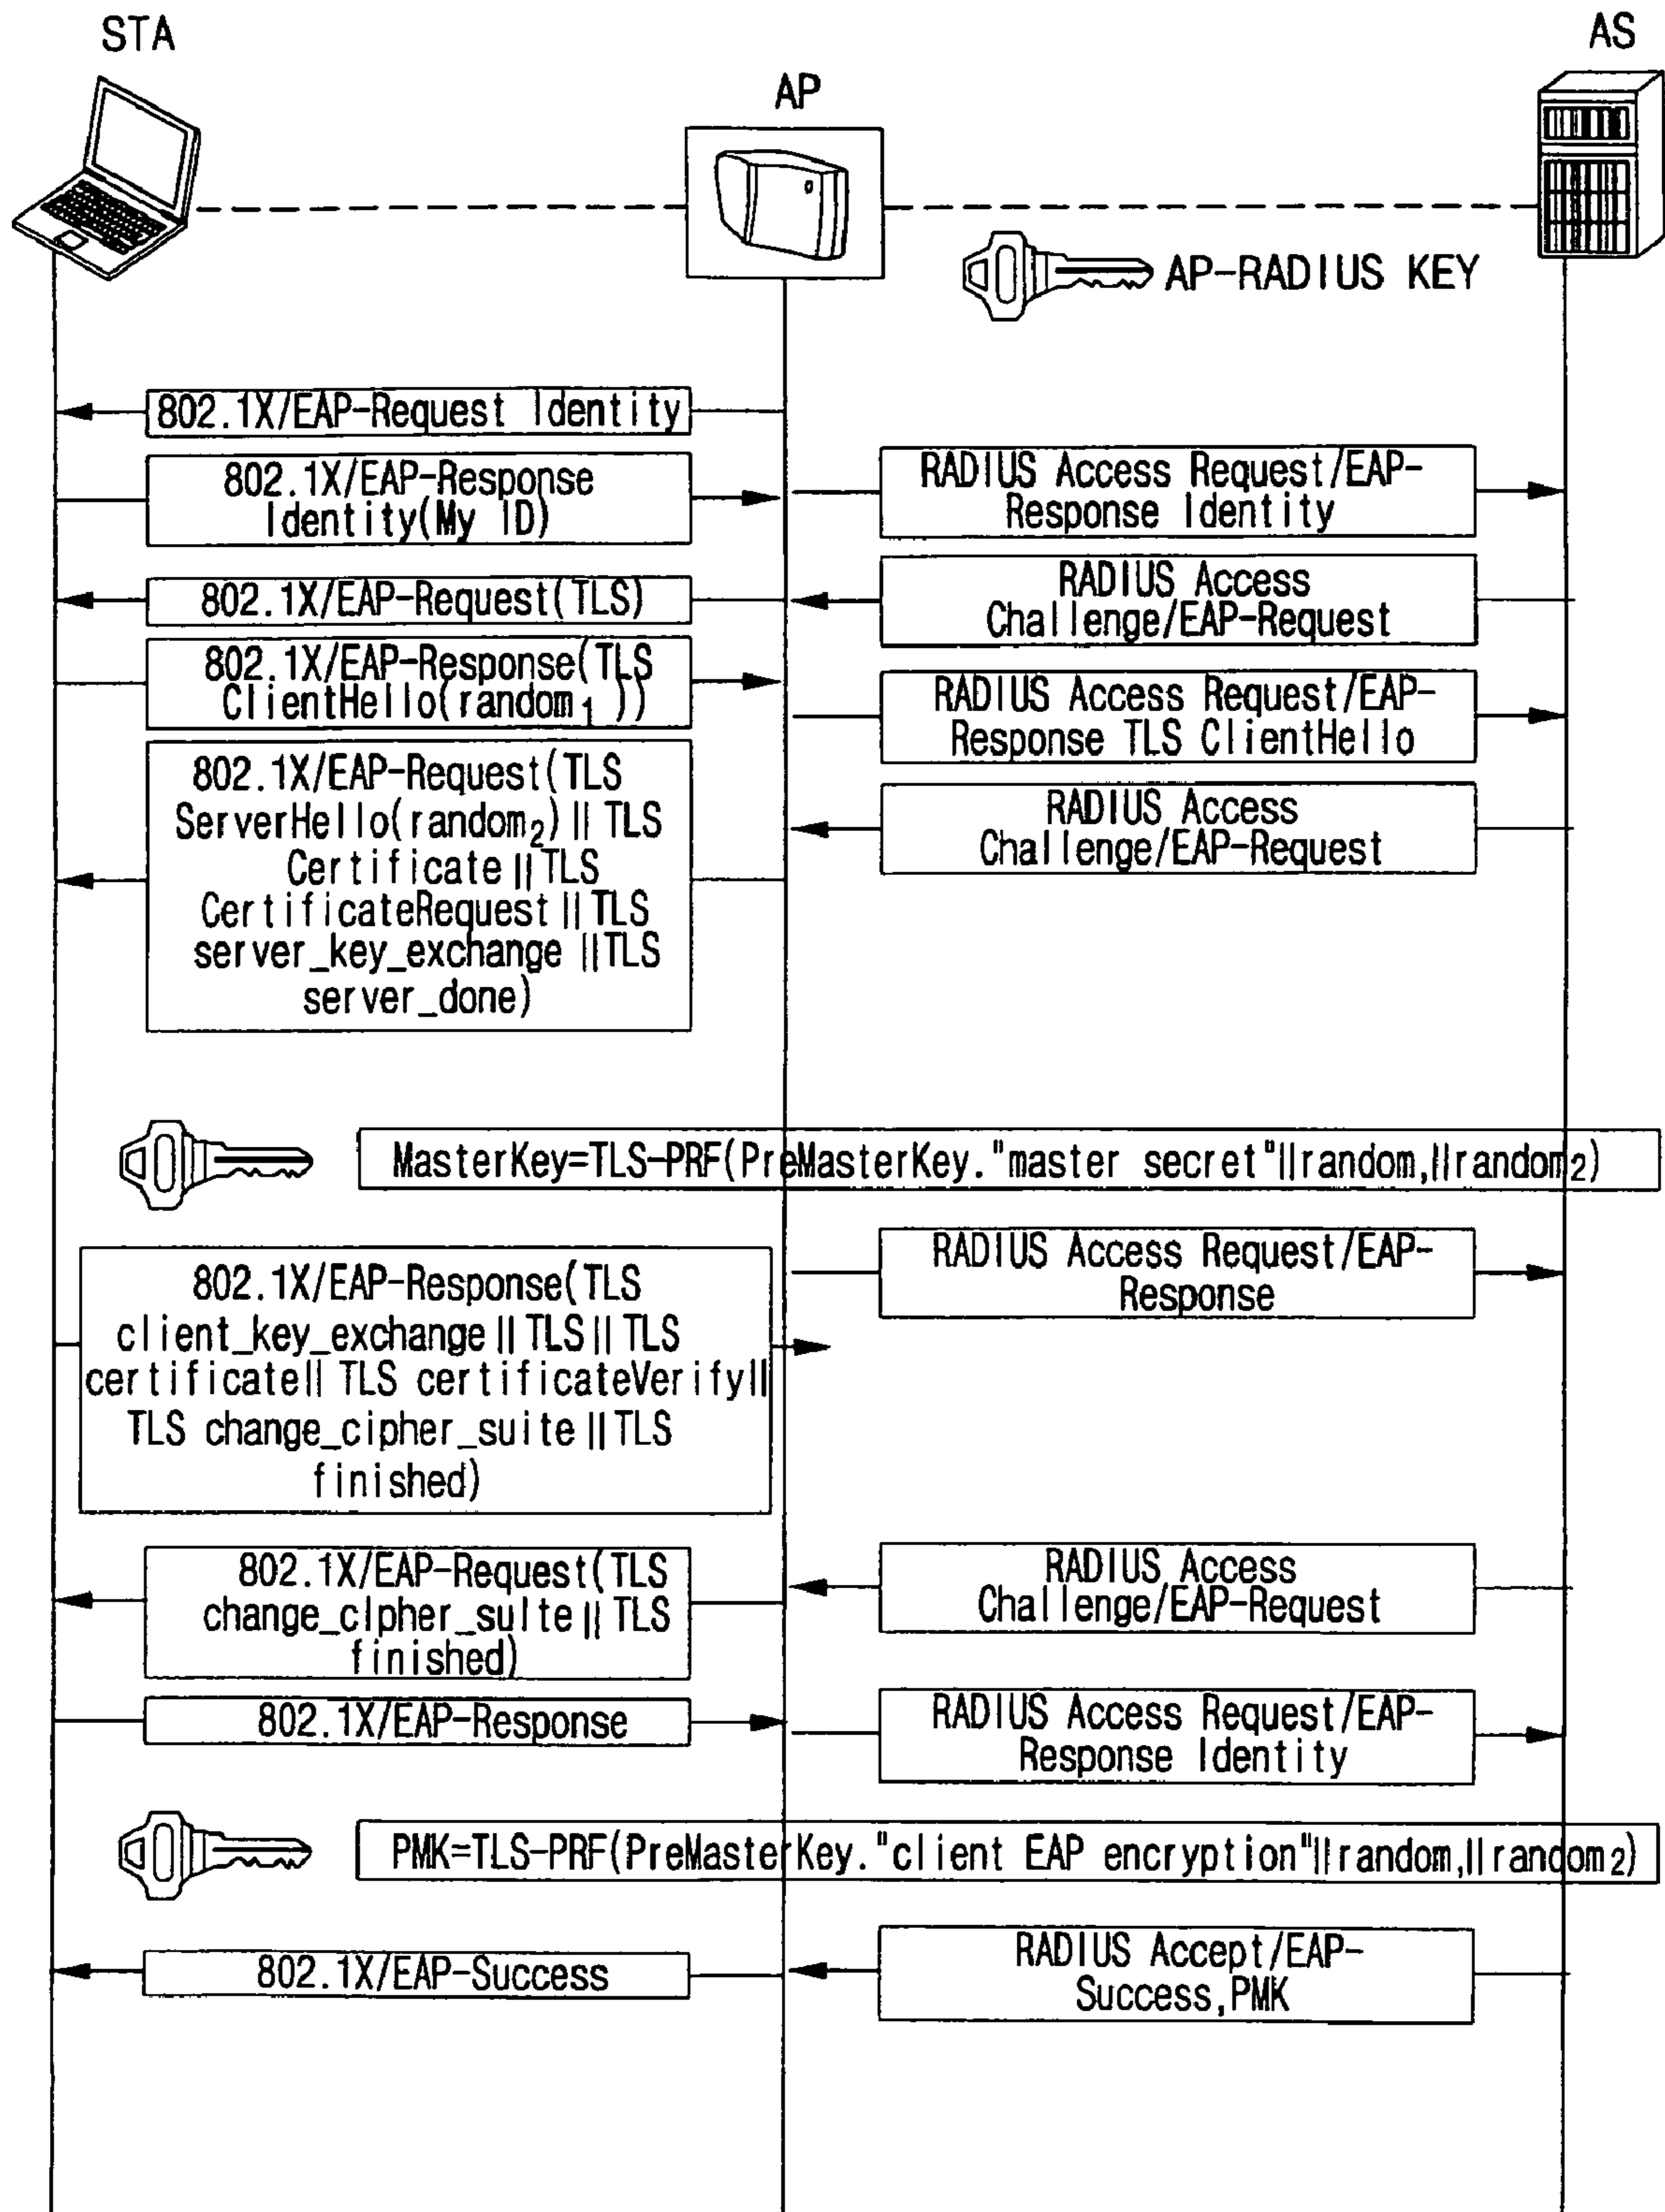 STA
AP
AS
AP-RADIUS KEY
802.1X/EAP-Request Identity
802.1X/EAP-Response
Identity(My ID)
RADIUS Access Request/EAP-
Response Identity
802.1X/EAP-Request(TLS)
RADIUS Access
Challenge/EAP-Request
802.1X/EAP-Response(TLS
ClientHello(random₁ ))
RADIUS Access Request/EAP-
Response TLS ClientHello
802.1X/EAP-Request(TLS
ServerHello(random₂)||TLS
Certificate||TLS
CertificateRequest||TLS
server_key_exchange ||TLS
server_done)
RADIUS Access
Challenge/EAP-Request
MasterKey=TLS-PRF(PreMasterKey."master secret"||random,||random₂)
802.1X/EAP-Response(TLS
client_key_exchange||TLS||TLS
certificate|| TLS certificateVerify||
TLS change_cipher_suite||TLS
finished)
RADIUS Access Request/EAP-
Response
802.1X/EAP-Request(TLS
change_cipher_suite||TLS
finished)
RADIUS Access
Challenge/EAP-Request
802.1X/EAP-Response
RADIUS Access Request/EAP-
Response Identity
PMK=TLS-PRF(PreMasterKey."client EAP encryption"||random,||random₂)
802.1X/EAP-Success
RADIUS Accept/EAP-
Success,PMK